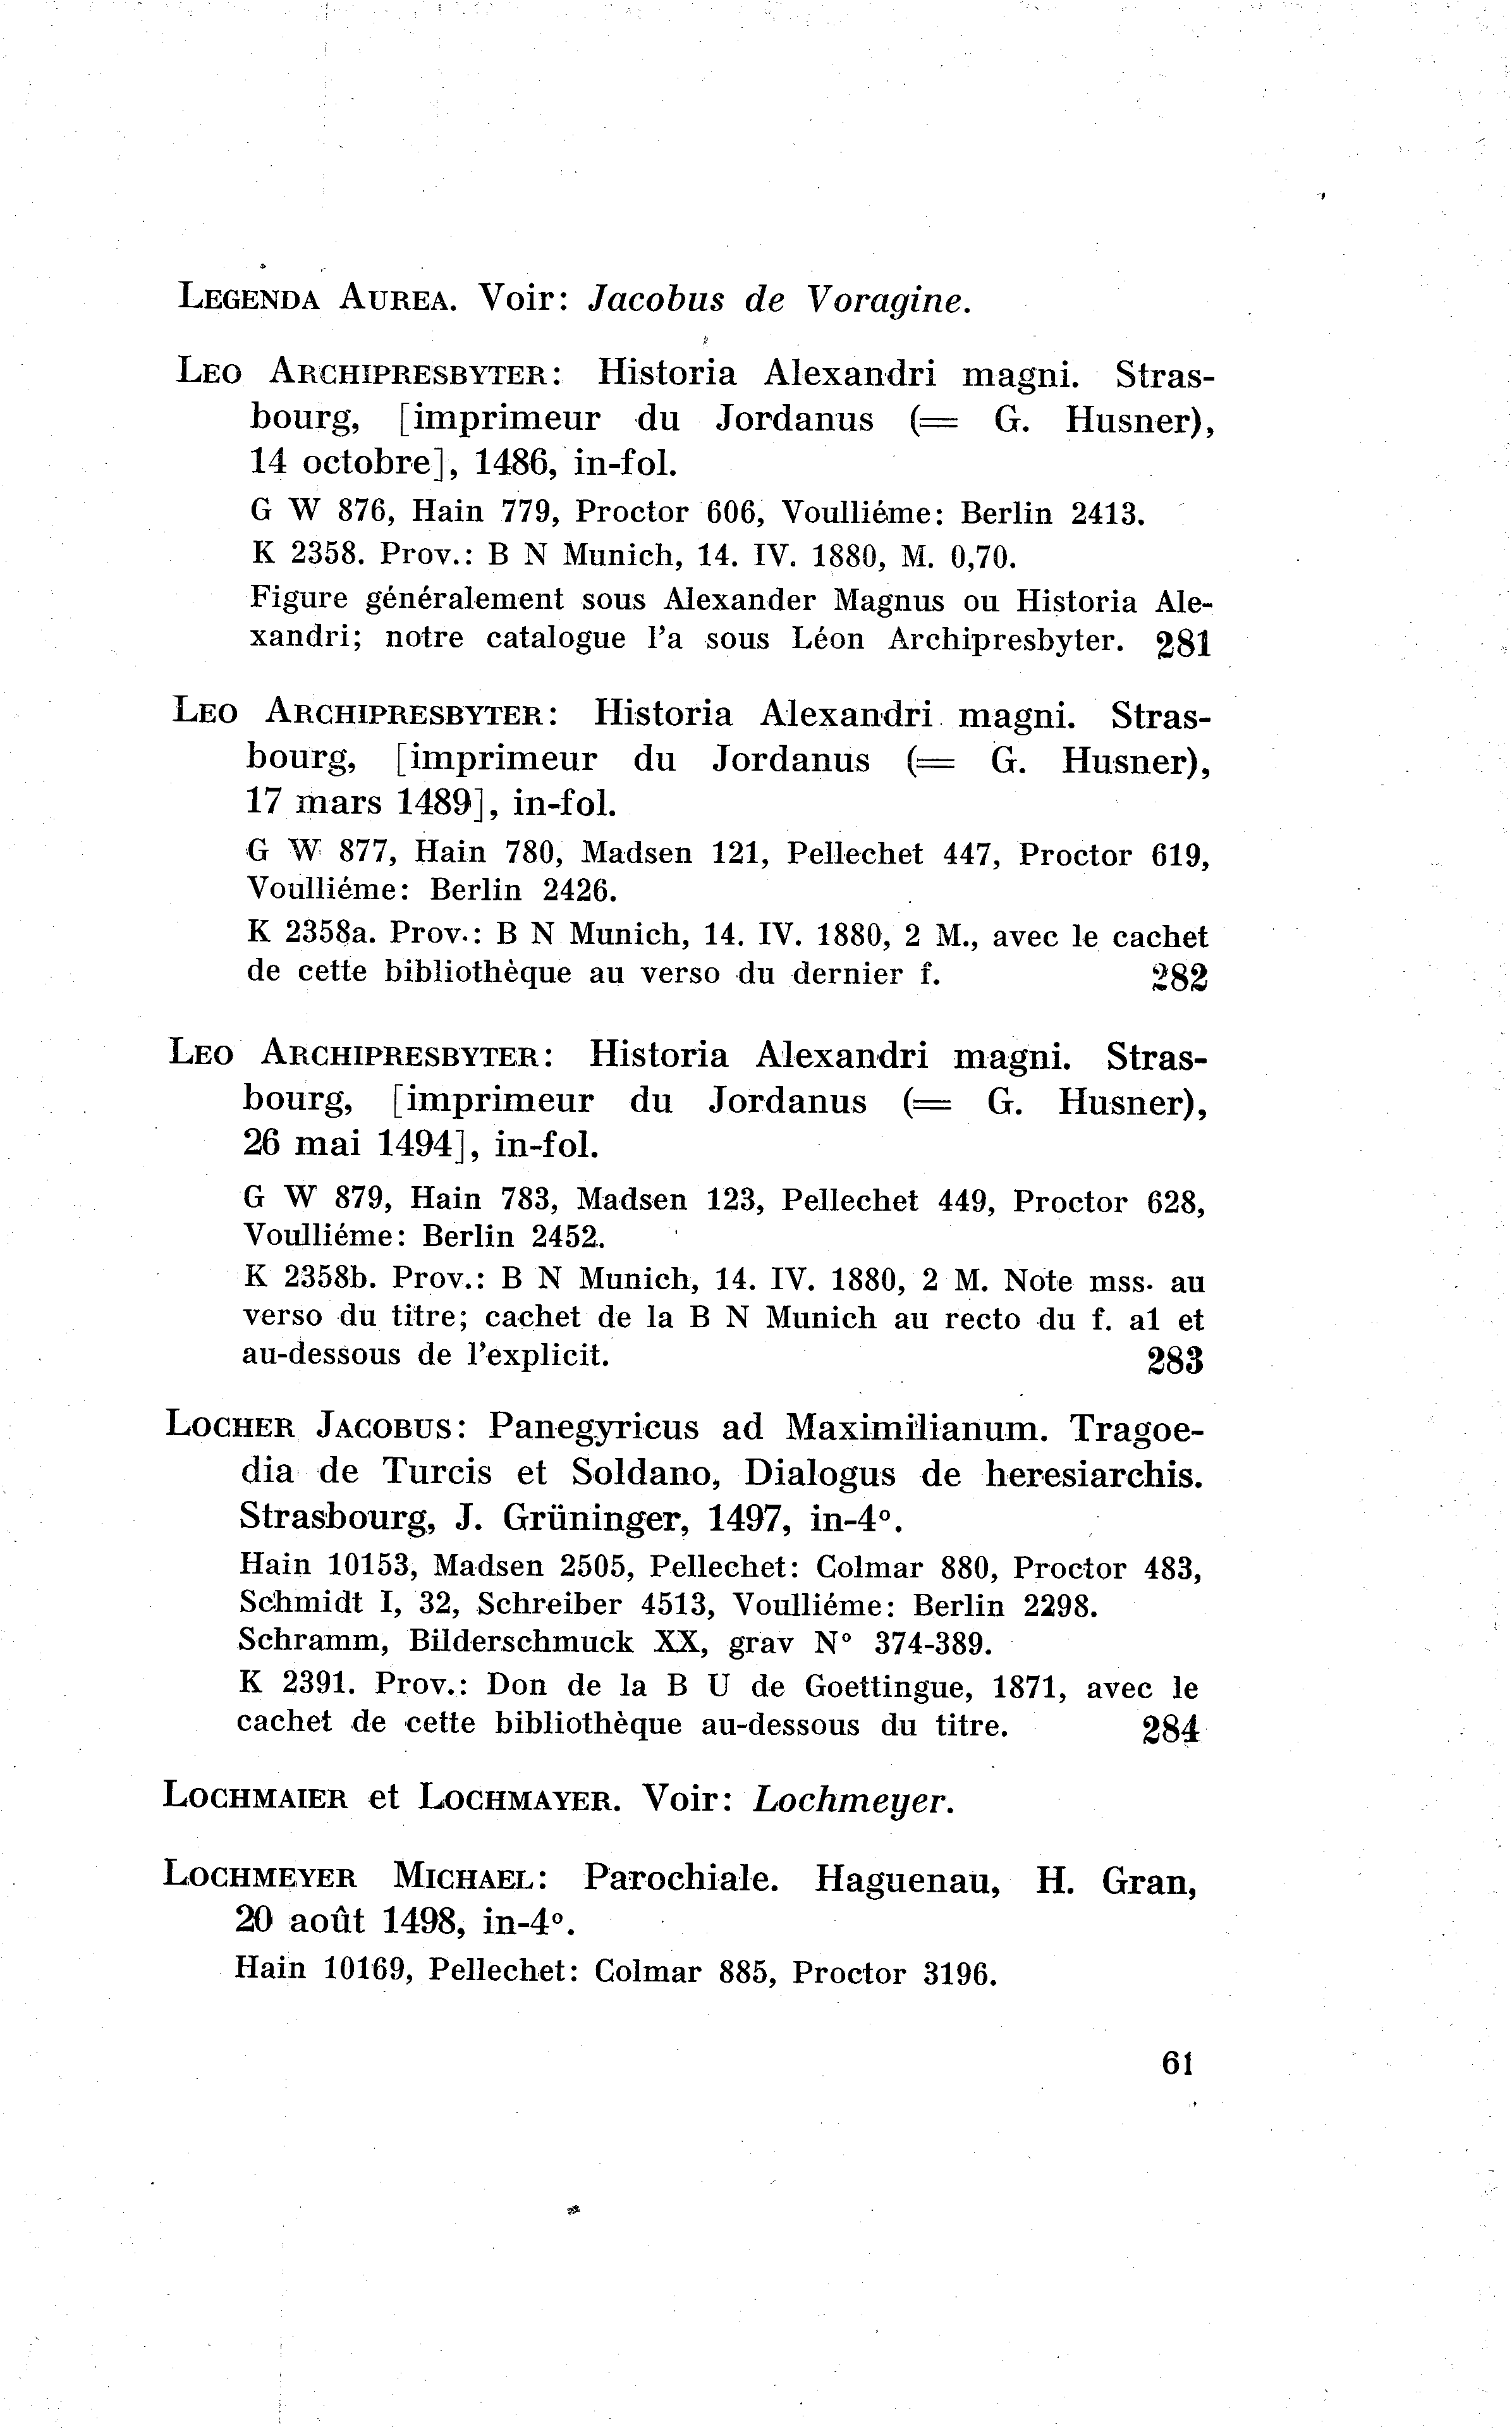 LEGENDA AUREA. Voir: Jacobus de Voragine.
LEO ARCHIPRESBYTER: Historia Alexandri magni. Stras-
bourg, [imprimeur du Jordanus (= G. Husner),
14 octobre], 1486, in-fol.
G W 876, Hain 779, Proctor 606, Voulliéme: Berlin 2413.
K 2358. Prov.: B N Munich, 14. IV. 1880, M. 0,70.
Figure généralement sous Alexander Magnus ou Historia Ale-
xandri; notre catalogue l'a sous Léon Archipresbyter. 281
LEO ARCHIPRESBYTER: Historia Alexandri magni. Stras-
bourg, [imprimeur du Jordanus (= G. Husner),
17 mars 1489], in-fol.
G W 877, Hain 780, Madsen 121, Pellechet 447, Proctor 619,
Voulliéme: Berlin 2426.
K 2358a. Prov.: B N Munich, 14. IV. 1880, 2 M., avec le cachet
de cette bibliothèque au verso du dernier f. 282
LEO ARCHIPRESBYTER: Historia Alexandri magni. Stras-
bourg, [imprimeur du Jordanus (= G. Husner),
26 mai 1494], in-fol.
G W 879, Hain 783, Madsen 123, Pellechet 449, Proctor 628,
Voulliéme: Berlin 2452.
K 2358b. Prov.: B N Munich, 14. IV. 1880, 2 M. Note mss. au
verso du titre; cachet de la B N Munich au recto du f. a1 et
au-dessous de l'explicit. 283
LOCHER JACOBUS: Panegyricus ad Maximilianum. Tragoe-
dia de Turcis et Soldano, Dialogus de heresiarchis.
Strasbourg, J. Grüninger, 1497, in-4°.
Hain 10153, Madsen 2505, Pellechet: Colmar 880, Proctor 483,
Schmidt I, 32, Schreiber 4513, Voulliéme: Berlin 2298.
Schramm, Bilderschmuck XX, grav N° 374-389.
K 2391. Prov.: Don de la B U de Goettingue, 1871, avec le
cachet de cette bibliothèque au-dessous du titre. 284
LOCHMAIER et LOCHMAYER. Voir: Lochmeyer.
LOCHMEYER MICHAEL: Parochiale. Haguenau, H. Gran,
20 août 1498, in-4°.
Hain 10169, Pellechet: Colmar 885, Proctor 3196.
61